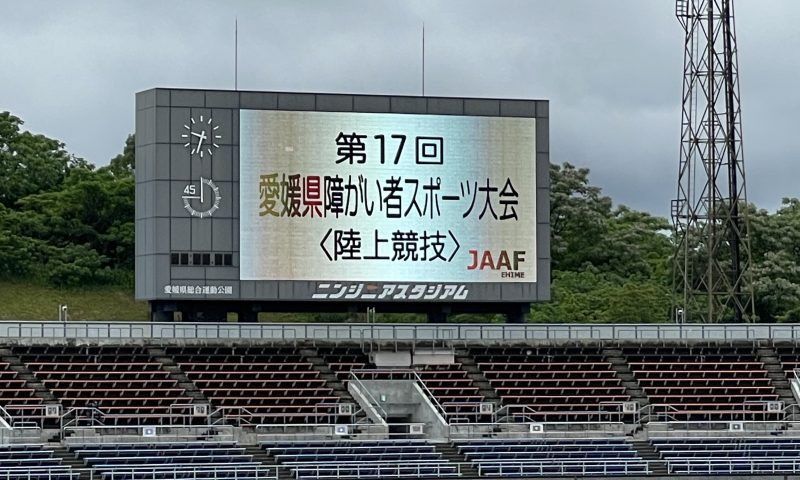 第17回
愛媛県障がい者スポーツ大会
〈陸上競技〉
JAAF
EHIME
45
愛媛県総合運動公園
ニンジニアスタジアム